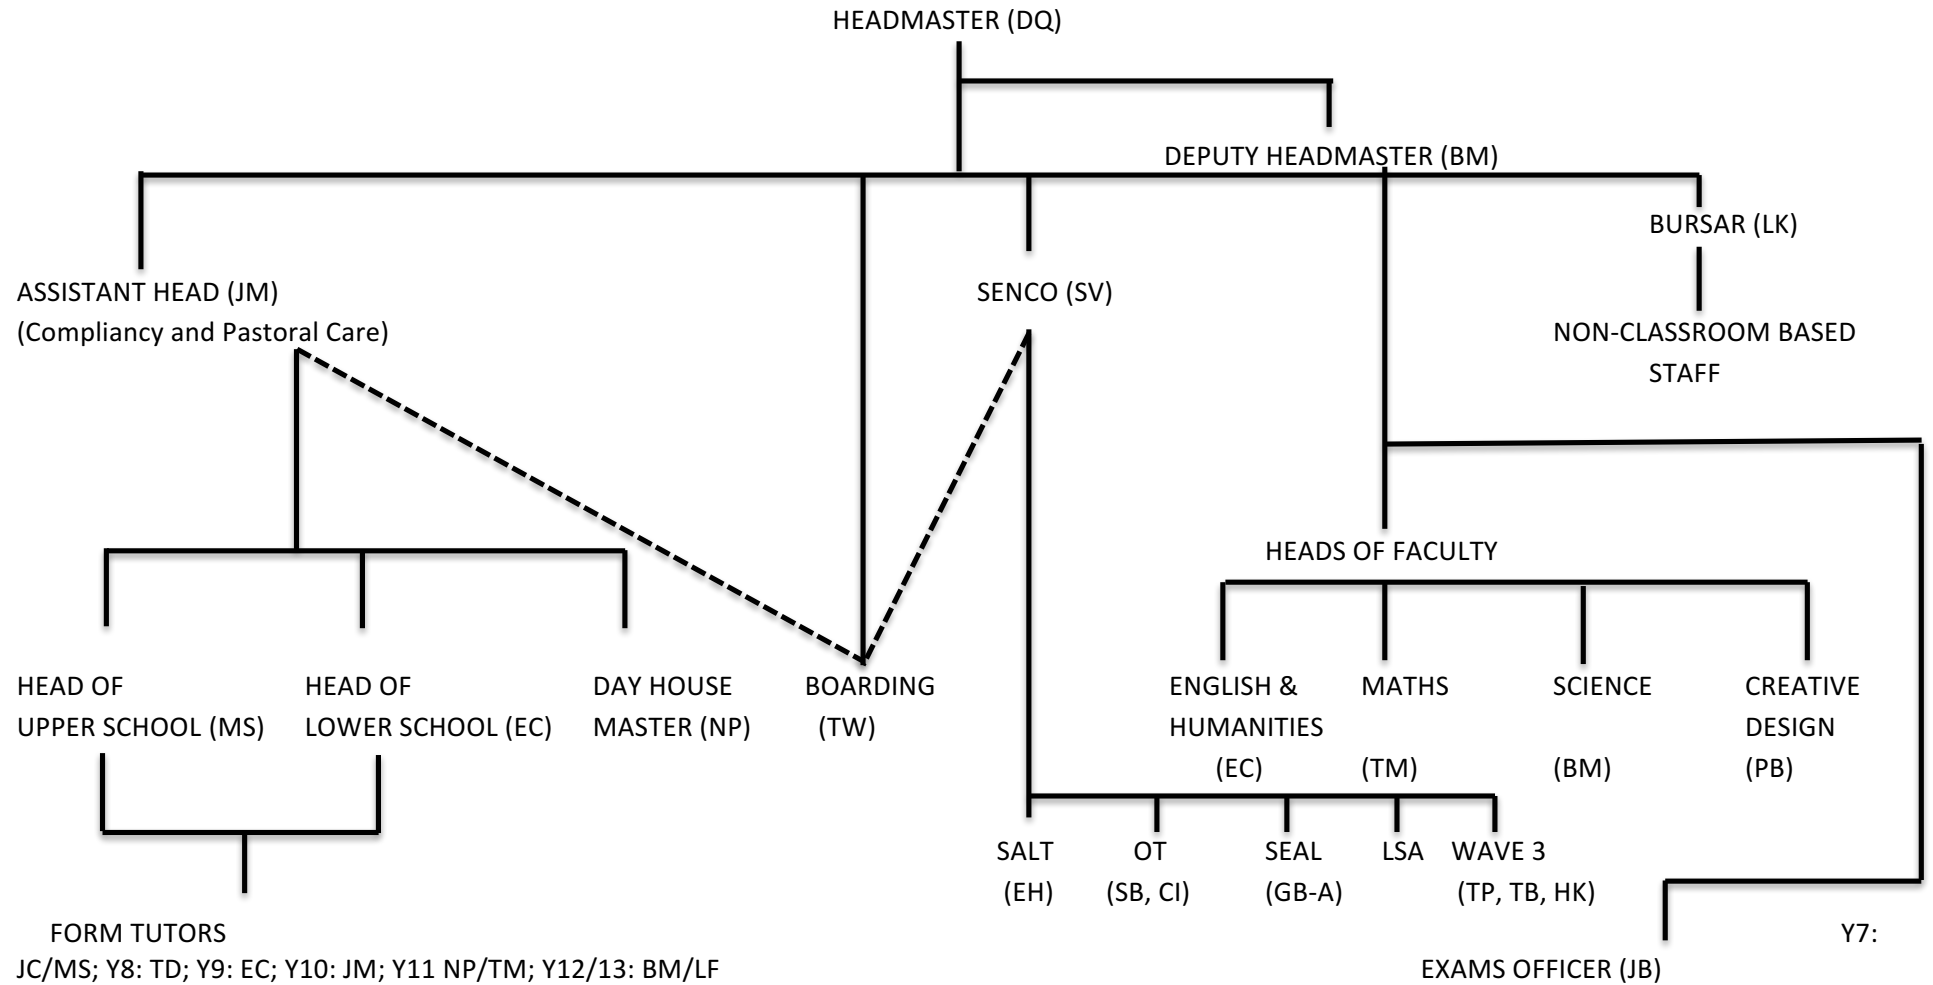 HEADMASTER (DQ)
DEPUTY HEADMASTER (BM)
BURSAR (LK)
ASSISTANT HEAD (JM)
(Compliancy and Pastoral Care)
SENCO (SV)
NON-CLASSROOM BASED
STAFF
HEADS OF FACULTY
HEAD OF
UPPER SCHOOL (MS)
HEAD OF
LOWER SCHOOL (EC)
DAY HOUSE
MASTER (NP)
BOARDING
(TW)
ENGLISH &
HUMANITIES
(EC)
MATHS
(TM)
SCIENCE
(BM)
CREATIVE
DESIGN
(PB)
SALT
(EH)
OT
(SB, CI)
SEAL
(GB-A)
LSA
WAVE 3
(TP, TB, HK)
FORM TUTORS
Y7:
JC/MS; Y8: TD; Y9: EC; Y10: JM; Y11 NP/TM; Y12/13: BM/LF
EXAMS OFFICER (JB)